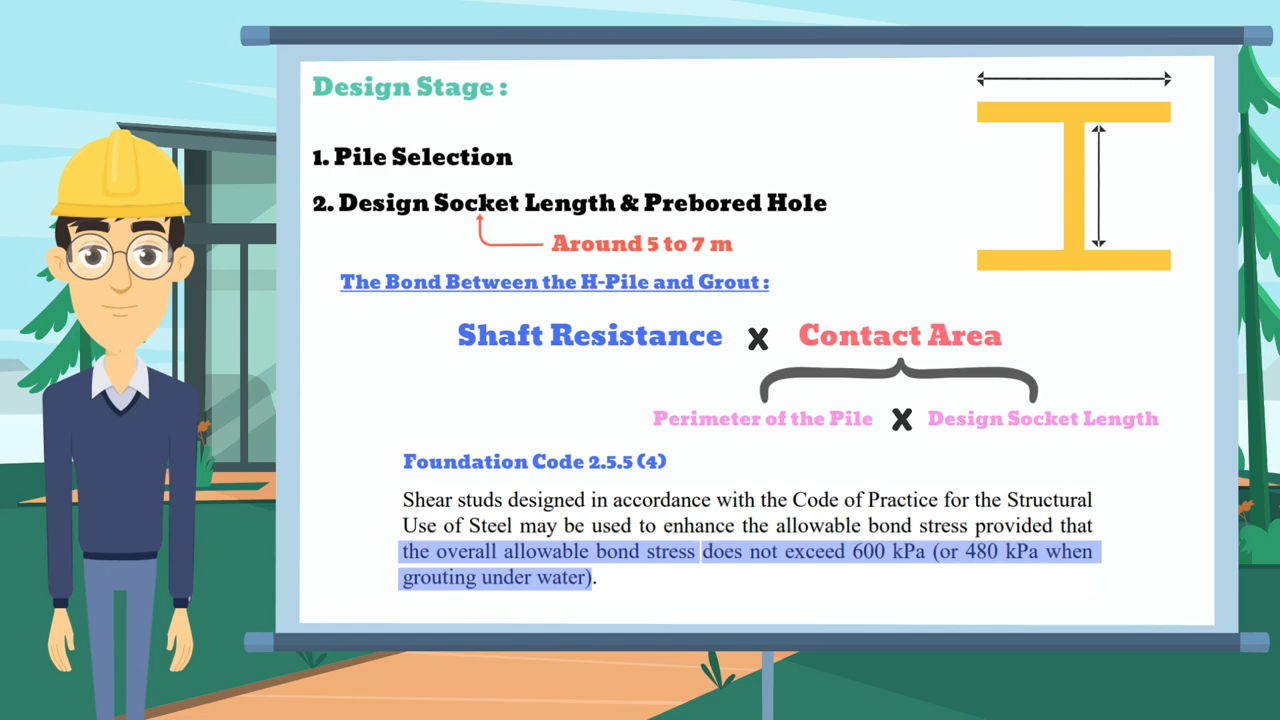 Design Stage :
1. Pile Selection
2. Design Socket Length & Prebored Hole
Around 5 to 7 m
The Bond Between the H-Pile and Grout :
Shaft Resistance x Contact Area
Perimeter of the Pile x Design Socket Length
Foundation Code 2.5.5 (4)
Shear studs designed in accordance with the Code of Practice for the Structural
Use of Steel may be used to enhance the allowable bond stress provided that
the overall allowable bond stress does not exceed 600 kPa (or 480 kPa when
grouting under water).